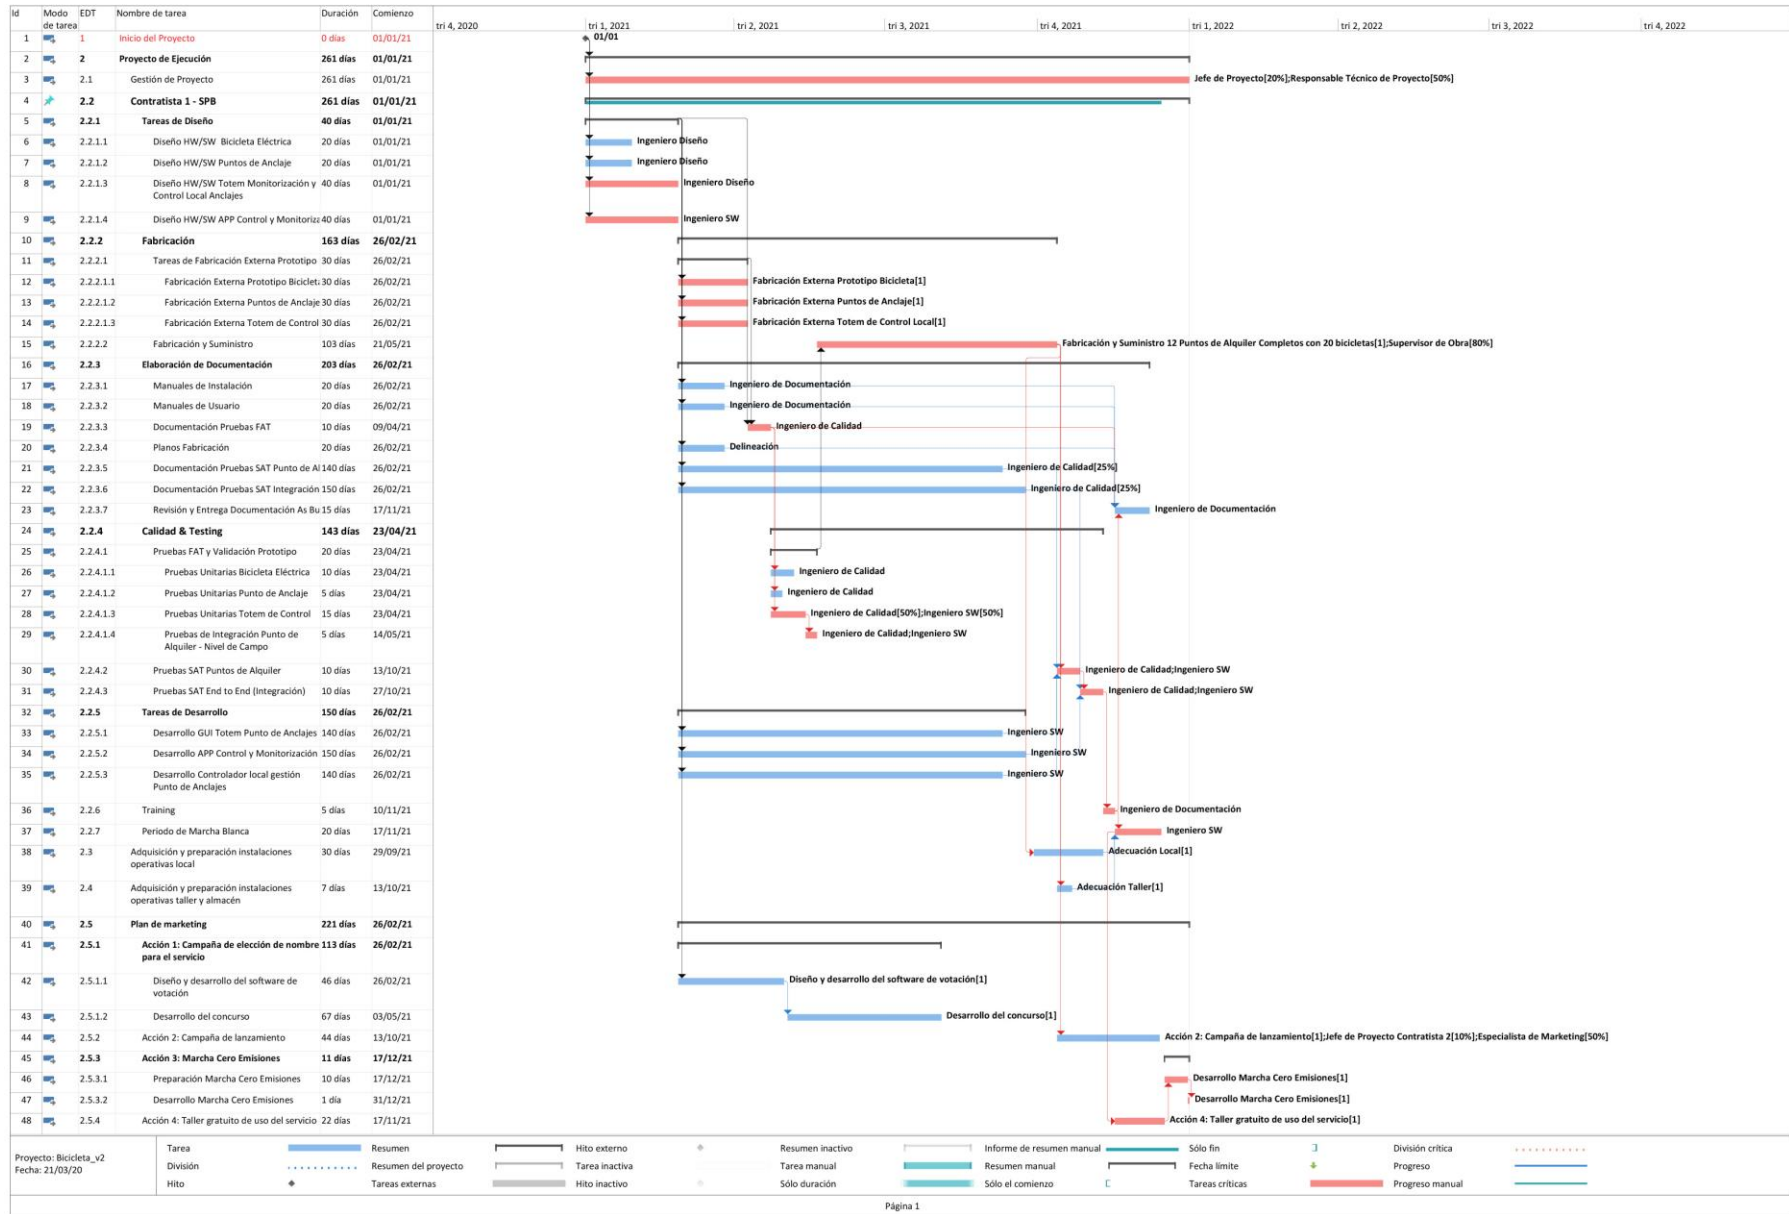 Id Modo de tarea EDT Nombre de tarea Duración Comienzo tri 4, 2020 tri 1, 2021 tri 2, 2021 tri 3, 2021 tri 4, 2021 tri 1, 2022 tri 2, 2022 tri 3, 2022 tri 4, 2022
1 1 Inicio del Proyecto 0 días 01/01/21 01/01
2 2 Proyecto de Ejecución 261 días 01/01/21
3 2.1 Gestión de Proyecto 261 días 01/01/21 Jefe de Proyecto[20%];Responsable Técnico de Proyecto[50%]
4 2.2 Contratista 1 - SPB 261 días 01/01/21
5 2.2.1 Tareas de Diseño 40 días 01/01/21
6 2.2.1.1 Diseño HW/SW Bicicleta Eléctrica 20 días 01/01/21 Ingeniero Diseño
7 2.2.1.2 Diseño HW/SW Puntos de Anclaje 20 días 01/01/21 Ingeniero Diseño
8 2.2.1.3 Diseño HW/SW Totem Monitorización y 40 días 01/01/21 Ingeniero Diseño
Control Local Anclajes
9 2.2.1.4 Diseño HW/SW APP Control y Monitoriza 40 días 01/01/21 Ingeniero SW
10 2.2.2 Fabricación 163 días 26/02/21
11 2.2.2.1 Tareas de Fabricación Externa Prototipo 30 días 26/02/21
12 2.2.2.1.1 Fabricación Externa Prototipo Biciclet 30 días 26/02/21 Fabricación Externa Prototipo Bicicleta[1]
13 2.2.2.1.2 Fabricación Externa Puntos de Anclaje 30 días 26/02/21 Fabricación Externa Puntos de Anclaje[1]
14 2.2.2.1.3 Fabricación Externa Totem de Control 30 días 26/02/21 Fabricación Externa Totem de Control Local[1]
15 2.2.2.2 Fabricación y Suministro 103 días 21/05/21 Fabricación y Suministro 12 Puntos de Alquiler Completos con 20 bicicletas[1];Supervisor de Obra[80%]
16 2.2.3 Elaboración de Documentación 203 días 26/02/21
17 2.2.3.1 Manuales de Instalación 20 días 26/02/21 Ingeniero de Documentación
18 2.2.3.2 Manuales de Usuario 20 días 26/02/21 Ingeniero de Documentación
19 2.2.3.3 Documentación Pruebas FAT 10 días 09/04/21 Ingeniero de Calidad
20 2.2.3.4 Planos Fabricación 20 días 26/02/21 Delineación
21 2.2.3.5 Documentación Pruebas SAT Punto de Al 140 días 26/02/21 Ingeniero de Calidad[25%]
22 2.2.3.6 Documentación Pruebas SAT Integración 150 días 26/02/21 Ingeniero de Calidad[25%]
23 2.2.3.7 Revisión y Entrega Documentación As Bu 15 días 17/11/21 Ingeniero de Documentación
24 2.2.4 Calidad & Testing 143 días 23/04/21
25 2.2.4.1 Pruebas FAT y Validación Prototipo 20 días 23/04/21
26 2.2.4.1.1 Pruebas Unitarias Bicicleta Eléctrica 10 días 23/04/21 Ingeniero de Calidad
27 2.2.4.1.2 Pruebas Unitarias Punto de Anclaje 5 días 23/04/21 Ingeniero de Calidad
28 2.2.4.1.3 Pruebas Unitarias Totem de Control 15 días 23/04/21 Ingeniero de Calidad[50%];Ingeniero SW[50%]
29 2.2.4.1.4 Pruebas de Integración Punto de 5 días 14/05/21 Ingeniero de Calidad;Ingeniero SW
Alquiler - Nivel de Campo
30 2.2.4.2 Pruebas SAT Puntos de Alquiler 10 días 13/10/21 Ingeniero de Calidad;Ingeniero SW
31 2.2.4.3 Pruebas SAT End to End (Integración) 10 días 27/10/21 Ingeniero de Calidad;Ingeniero SW
32 2.2.5 Tareas de Desarrollo 150 días 26/02/21
33 2.2.5.1 Desarrollo GUI Totem Punto de Anclajes 140 días 26/02/21 Ingeniero SW
34 2.2.5.2 Desarrollo APP Control y Monitorización 150 días 26/02/21 Ingeniero SW
35 2.2.5.3 Desarrollo Controlador local gestión 140 días 26/02/21 Ingeniero SW
Punto de Anclajes
36 2.2.6 Training 5 días 10/11/21 Ingeniero de Documentación
37 2.2.7 Periodo de Marcha Blanca 20 días 17/11/21 Ingeniero SW
38 2.3 Adquisición y preparación instalaciones 30 días 29/09/21 Adecuación Local[1]
operativas local
39 2.4 Adquisición y preparación instalaciones 7 días 13/10/21 Adecuación Taller[1]
operativas taller y almacén
40 2.5 Plan de marketing 221 días 26/02/21
41 2.5.1 Acción 1: Campaña de elección de nombre 113 días 26/02/21
para el servicio
42 2.5.1.1 Diseño y desarrollo del software de 46 días 26/02/21 Diseño y desarrollo del software de votación[1]
votación
43 2.5.1.2 Desarrollo del concurso 67 días 03/05/21 Desarrollo del concurso[1]
44 2.5.2 Acción 2: Campaña de lanzamiento 44 días 13/10/21 Acción 2: Campaña de lanzamiento[1];Jefe de Proyecto Contratista 2[10%];Especialista de Marketing[50%]
45 2.5.3 Acción 3: Marcha Cero Emisiones 11 días 17/12/21
46 2.5.3.1 Preparación Marcha Cero Emisiones 10 días 17/12/21 Desarrollo Marcha Cero Emisiones[1]
47 2.5.3.2 Desarrollo Marcha Cero Emisiones 1 día 31/12/21 Desarrollo Marcha Cero Emisiones[1]
48 2.5.4 Acción 4: Taller gratuito de uso del servicio 22 días 17/11/21 Acción 4: Taller gratuito de uso del servicio[1]
Proyecto: Bicicleta_v2
Fecha: 21/03/20
Tarea Resumen Hito externo Resumen inactivo Informe de resumen manual Sólo fin División crítica
División Resumen del proyecto Tarea inactiva Tarea manual Resumen manual Fecha límite Progreso
Hito Tareas externas Hito inactivo Sólo duración Sólo el comienzo Tareas críticas Progreso manual
Página 1